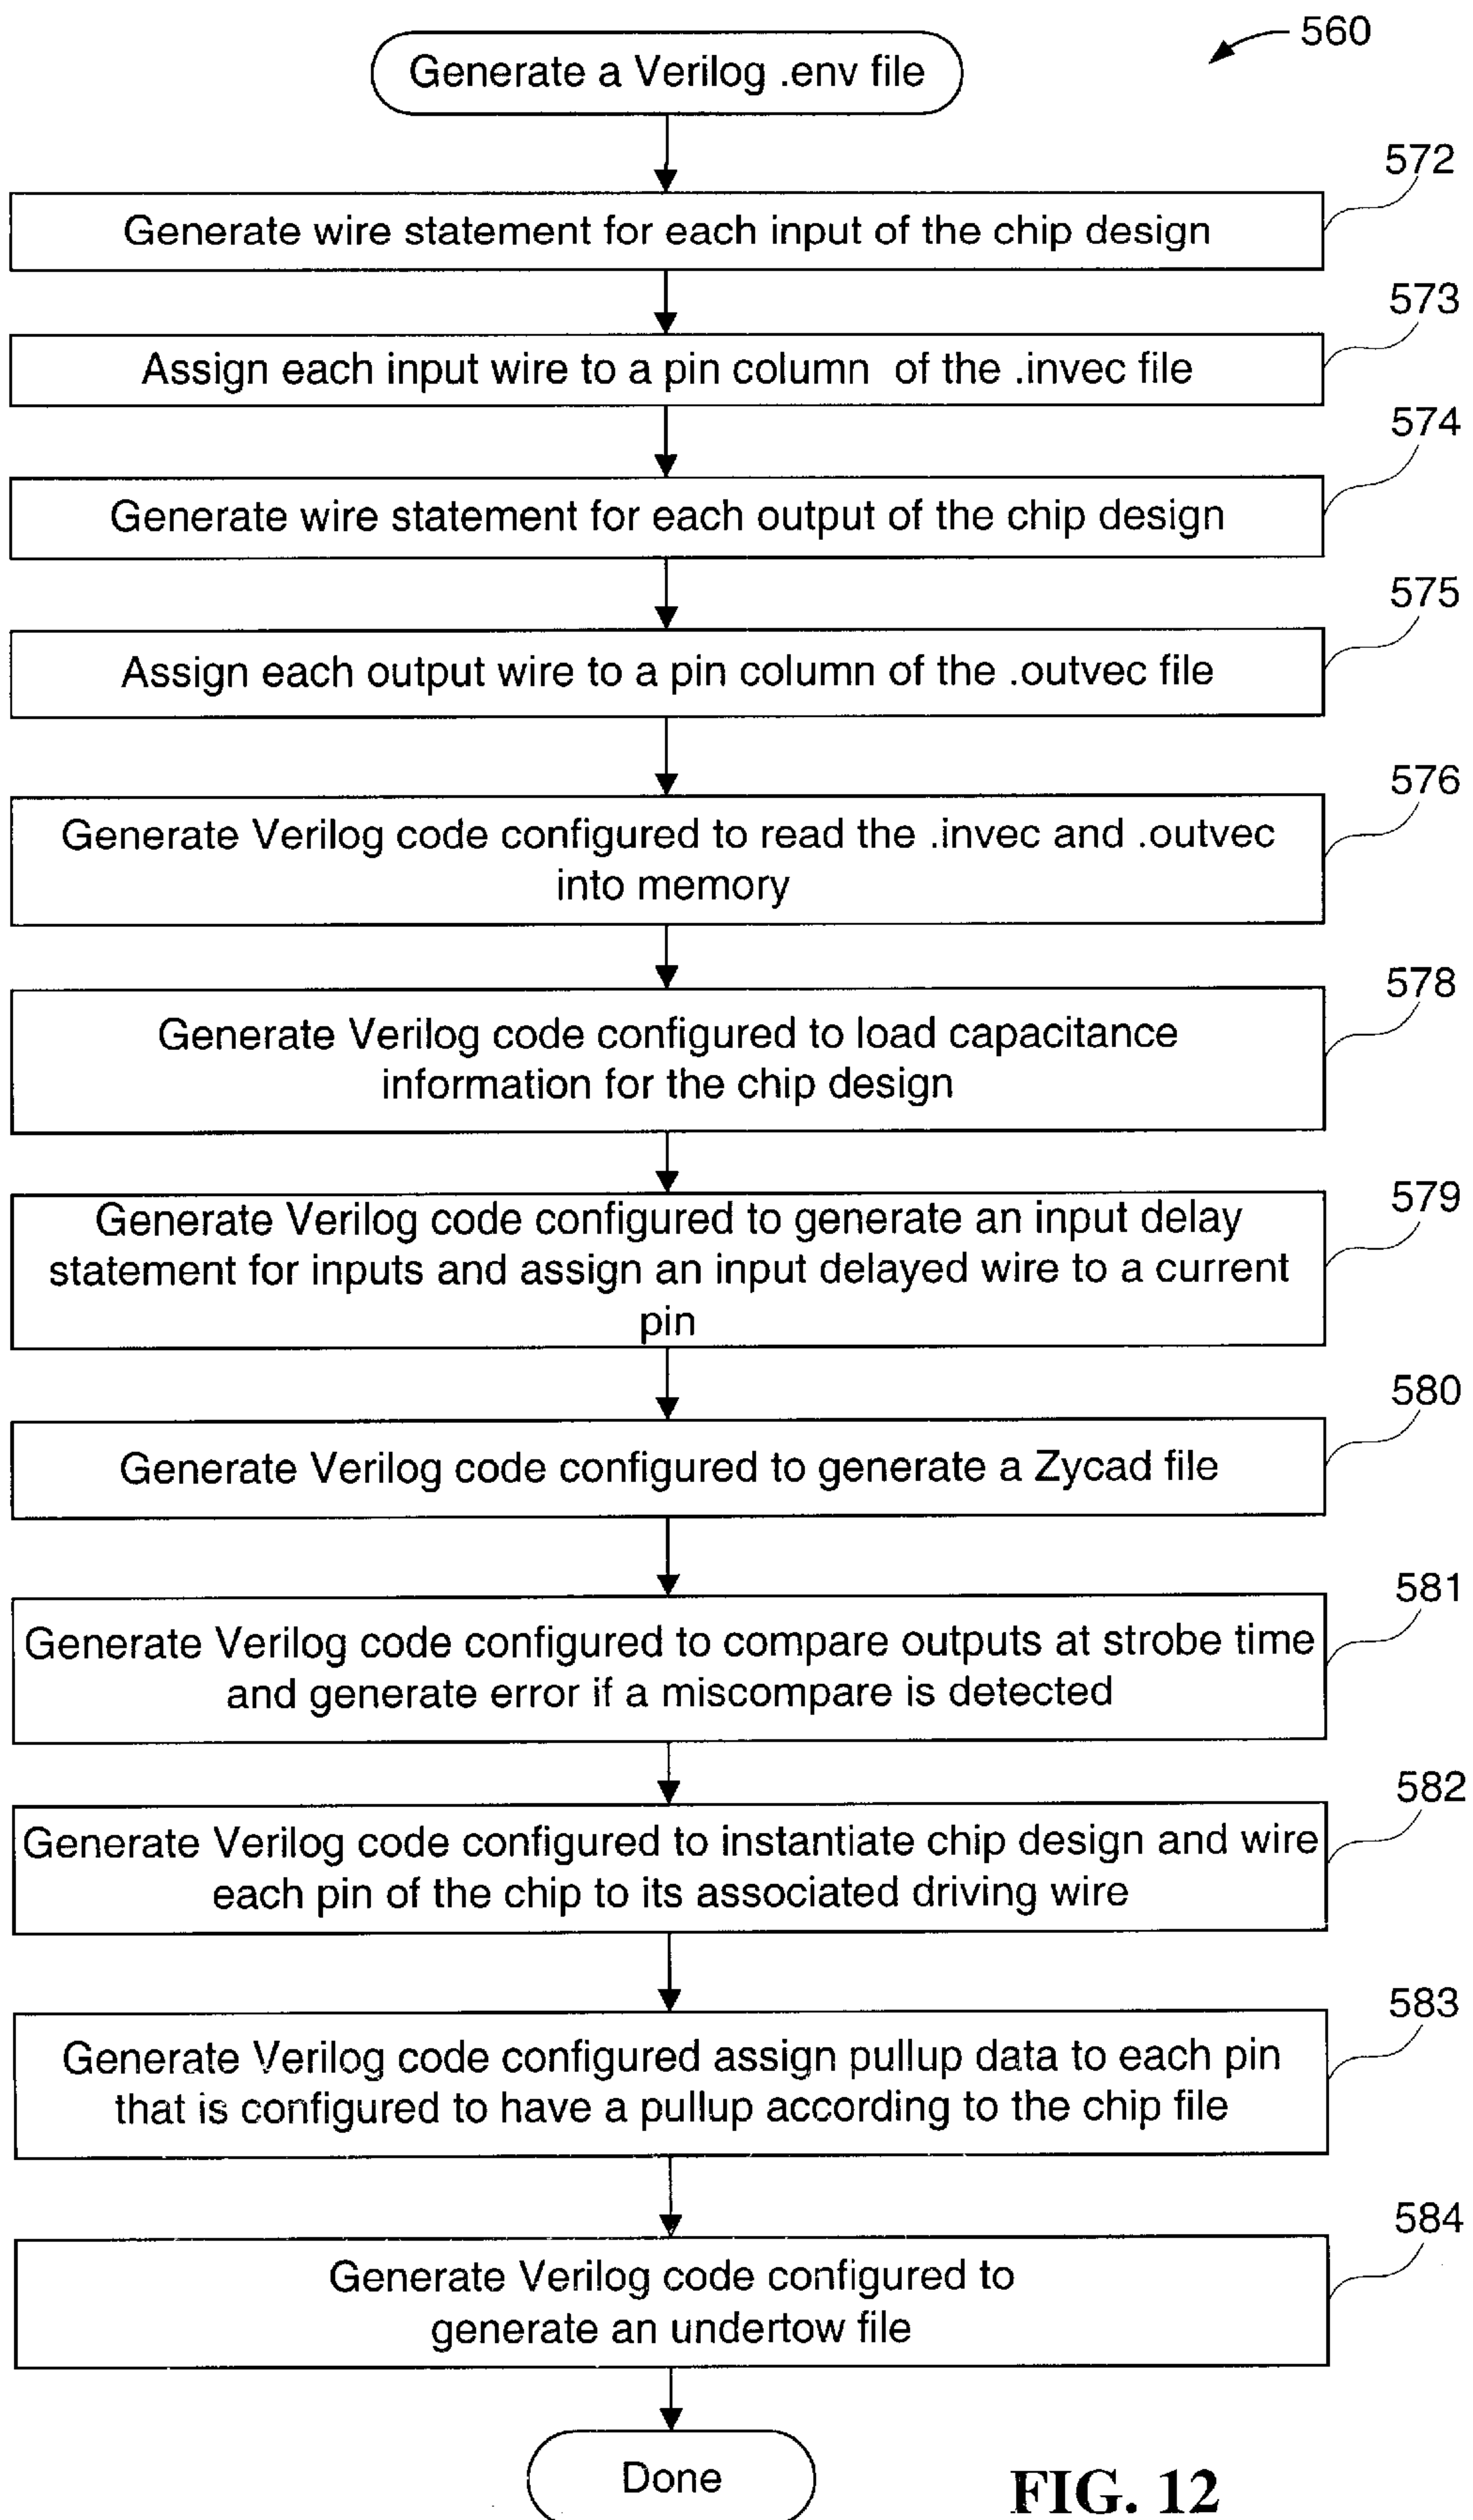 560
Generate a Verilog .env file
572
Generate wire statement for each input of the chip design
573
Assign each input wire to a pin column of the .invec file
574
Generate wire statement for each output of the chip design
575
Assign each output wire to a pin column of the .outvec file
576
Generate Verilog code configured to read the .invec and .outvec
into memory
578
Generate Verilog code configured to load capacitance
information for the chip design
579
Generate Verilog code configured to generate an input delay
statement for inputs and assign an input delayed wire to a current
pin
580
Generate Verilog code configured to generate a Zycad file
581
Generate Verilog code configured to compare outputs at strobe time
and generate error if a miscompare is detected
582
Generate Verilog code configured to instantiate chip design and wire
each pin of the chip to its associated driving wire
583
Generate Verilog code configured assign pullup data to each pin
that is configured to have a pullup according to the chip file
584
Generate Verilog code configured to
generate an undertow file
Done
FIG. 12